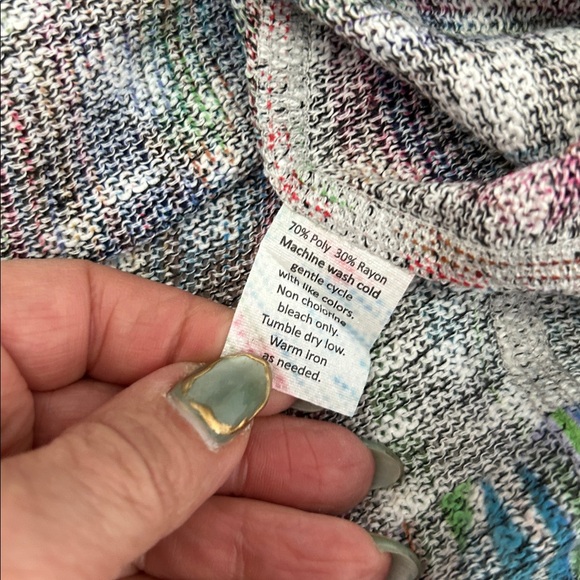 70% Poly 30% Rayon
Machine wash cold
gentle cycle
with like colors.
Non cholorine
bleach only.
Tumble dry low.
Warm iron
as needed.